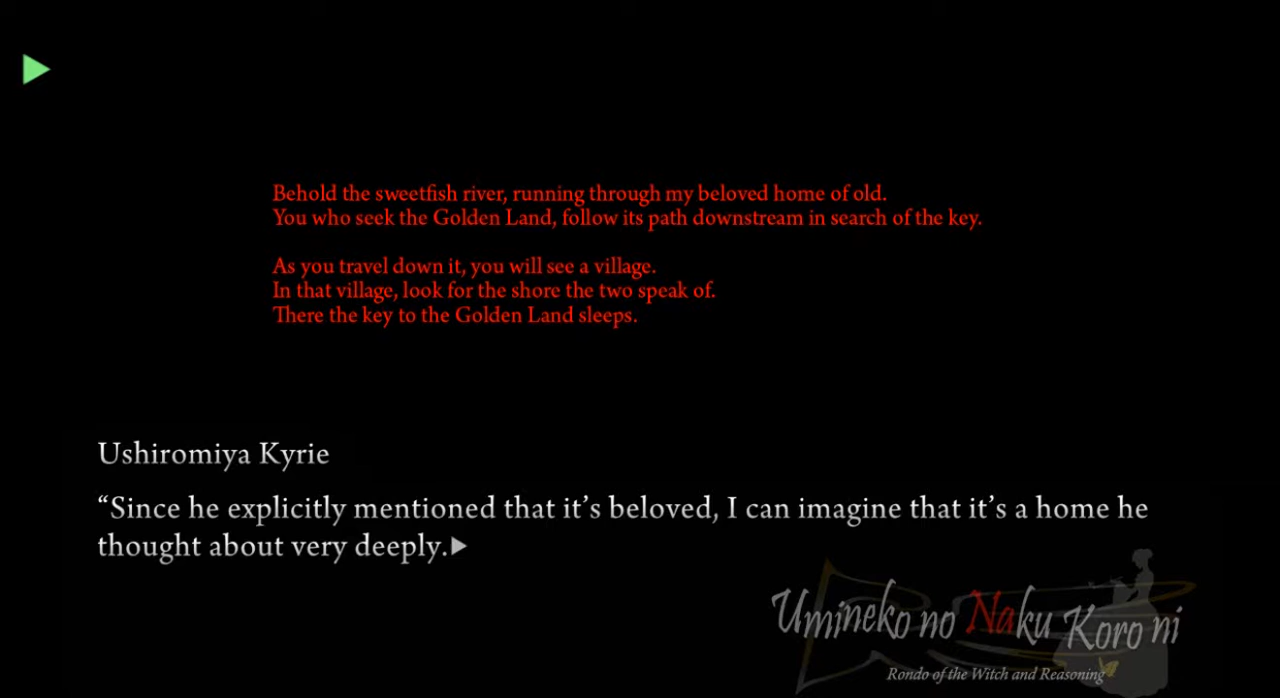 Behold the sweetfish river, running through my beloved home of old.
You who seek the Golden Land, follow its path downstream in search of the key.
As you travel down it, you will see a village.
In that village, look for the shore the two speak of.
There the key to the Golden Land sleeps.
Ushiromiya Kyrie
“Since he explicitly mentioned that it’s beloved, I can imagine that it’s a home he
thought about very deeply.
Umineko no Naku Koro ni
Rondo of the Witch and Reasoning